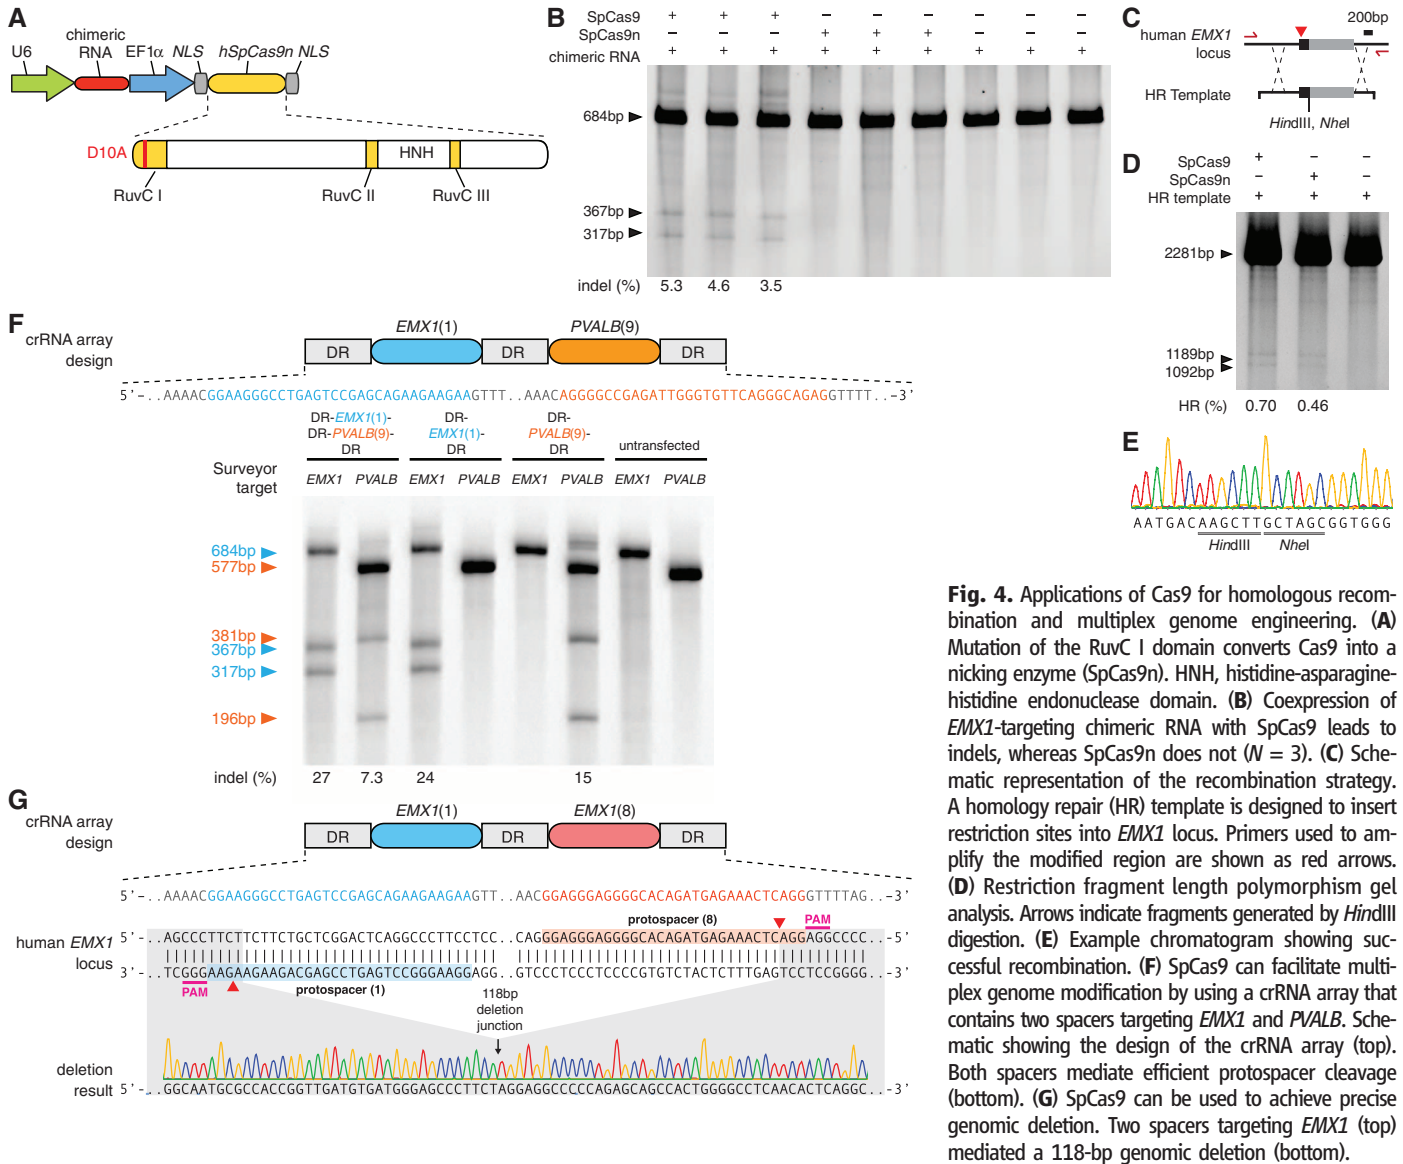 A
U6
chimeric
RNA
EF1α
NLS
hSpCas9n
NLS
D10A
HNH
RuvC I
RuvC II
RuvC III
B
SpCas9 + + + – – – – – –
SpCas9n – – – + + + – – –
chimeric RNA + + + + + + + + +
684bp
367bp
317bp
indel (%) 5.3 4.6 3.5
C
200bp
human EMX1
locus
HR Template
HindIII, NheI
D
SpCas9 + – –
SpCas9n – + –
HR template + + +
2281bp
1189bp
1092bp
HR (%) 0.70 0.46
E
AATGACAAGCTTGCTAGCGGTGGG
HindIII NheI
F
crRNA array
design
EMX1(1) PVALB(9)
DR DR DR
5'-..AAAACGGAAGGGCCTGAGTCCGAGCAGAAGAAGAAGTTT..AAACAGGGGCCGAGATTGGGTGTTCAGGGCAGAGGTTTT..-3'
DR-EMX1(1)-
DR-PVALB(9)-
DR
DR-
EMX1(1)-
DR
DR-
PVALB(9)-
DR
untransfected
Surveyor
target
EMX1 PVALB EMX1 PVALB EMX1 PVALB EMX1 PVALB
684bp
577bp
381bp
367bp
317bp
196bp
indel (%) 27 7.3 24 15
G
crRNA array
design
EMX1(1) EMX1(8)
DR DR DR
5'-..AAAACGGAAGGGCCTGAGTCCGAGCAGAAGAAGAAGTT..AACGGAGGGAGGGGCACAGATGAGAAACTCAGGGTTTTAG..-3'
protospacer (8)
PAM
human EMX1
locus
5'-..AGCCCTTCTTCTTCTGCTCGGACTCAGGCCCTTCCTCC..CAGGGAGGGAGGGGCACAGATGAGAAACTCAGGAGGCCCC..-3'
3'-..TCGGGAAGAAGAAGACGAGCCTGAGTCCGGGAAGGAGG..GTCCCTCCCTCCCCGTGTCTACTCTTTGAGTCCTCCGGGG..-5'
PAM
protospacer (1)
118bp
deletion
junction
deletion
result
5'-..GGCAATGCGCCACCGGTTGATGTGATGGGAGCCCTTCTAGGAGGCCCCCAGAGCAGCCACTGGGGCCTCAACACTCAGGC..-3'
Fig. 4. Applications of Cas9 for homologous recom-
bination and multiplex genome engineering. (A)
Mutation of the RuvC I domain converts Cas9 into a
nicking enzyme (SpCas9n). HNH, histidine-asparagine-
histidine endonuclease domain. (B) Coexpression of
EMX1-targeting chimeric RNA with SpCas9 leads to
indels, whereas SpCas9n does not (N = 3). (C) Sche-
matic representation of the recombination strategy.
A homology repair (HR) template is designed to insert
restriction sites into EMX1 locus. Primers used to am-
plify the modified region are shown as red arrows.
(D) Restriction fragment length polymorphism gel
analysis. Arrows indicate fragments generated by HindIII
digestion. (E) Example chromatogram showing suc-
cessful recombination. (F) SpCas9 can facilitate multi-
plex genome modification by using a crRNA array that
contains two spacers targeting EMX1 and PVALB. Sche-
matic showing the design of the crRNA array (top).
Both spacers mediate efficient protospacer cleavage
(bottom). (G) SpCas9 can be used to achieve precise
genomic deletion. Two spacers targeting EMX1 (top)
mediated a 118-bp genomic deletion (bottom).